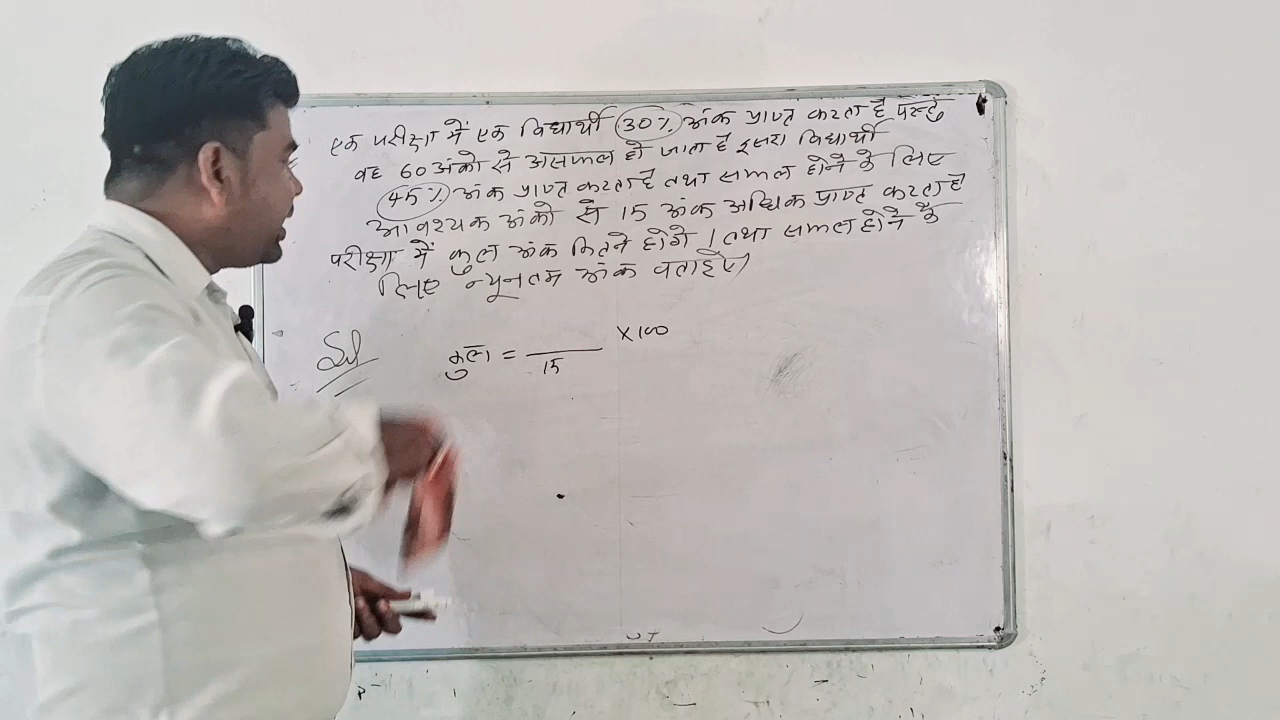 एक परीक्षा में एक विद्यार्थी 30% अंक प्राप्त करता है परन्तु
वह 60 अंको से असफल हो जाता है दूसरा विद्यार्थी
45% अंक प्राप्त करता है तथा सफल होने के लिए
आवश्यक अंको से 15 अंक अधिक प्राप्त करता है
परीक्षा में कुल अंक कितने होगे । तथा सफल होने के
लिए न्यूनतम अंक बताइए
Sol
कुल = ___ × 100
15